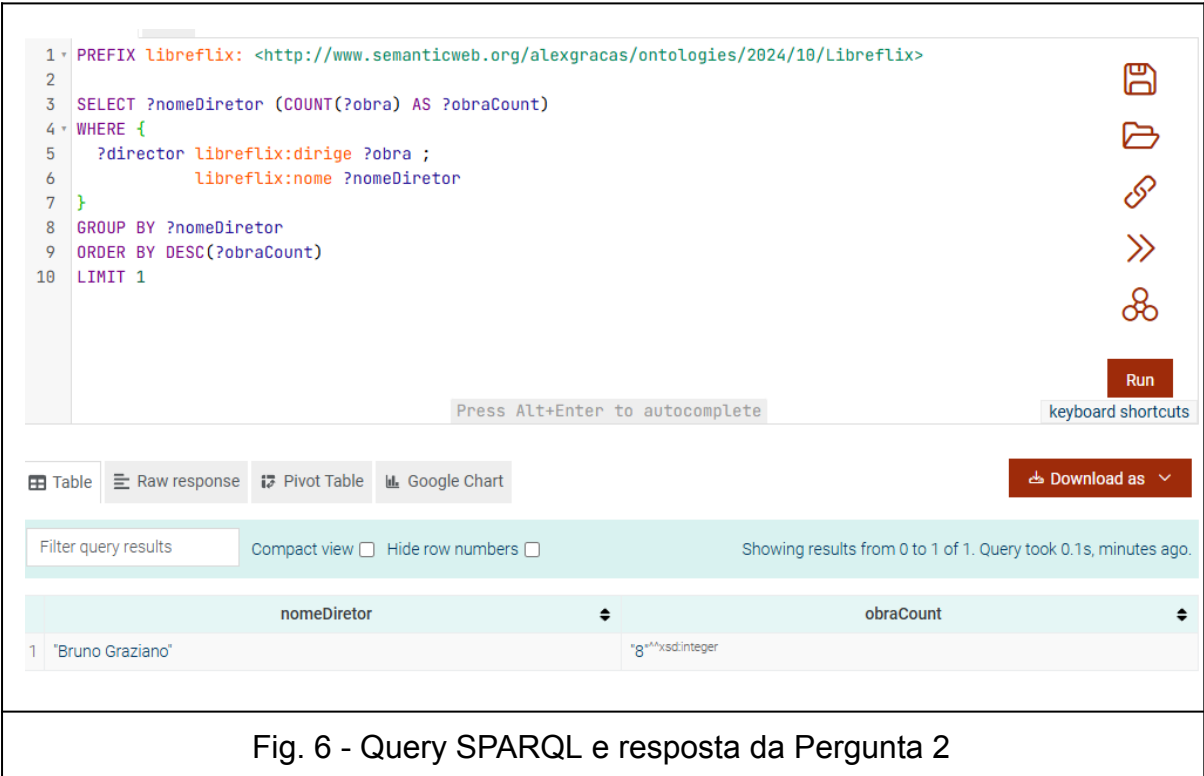 1 PREFIX libreflix: <http://www.semanticweb.org/alexgracas/ontologies/2024/10/Libreflix>
2
3 SELECT ?nomeDiretor (COUNT(?obra) AS ?obraCount)
4 WHERE {
5 ?director libreflix:dirige ?obra ;
6 libreflix:nome ?nomeDiretor
7 }
8 GROUP BY ?nomeDiretor
9 ORDER BY DESC(?obraCount)
10 LIMIT 1
Run
Press Alt+Enter to autocomplete
keyboard shortcuts
Table Raw response Pivot Table Google Chart Download as
Filter query results Compact view Hide row numbers Showing results from 0 to 1 of 1. Query took 0.1s, minutes ago.
nomeDiretor obraCount
1 "Bruno Graziano" "8"^^xsd:integer
Fig. 6 - Query SPARQL e resposta da Pergunta 2